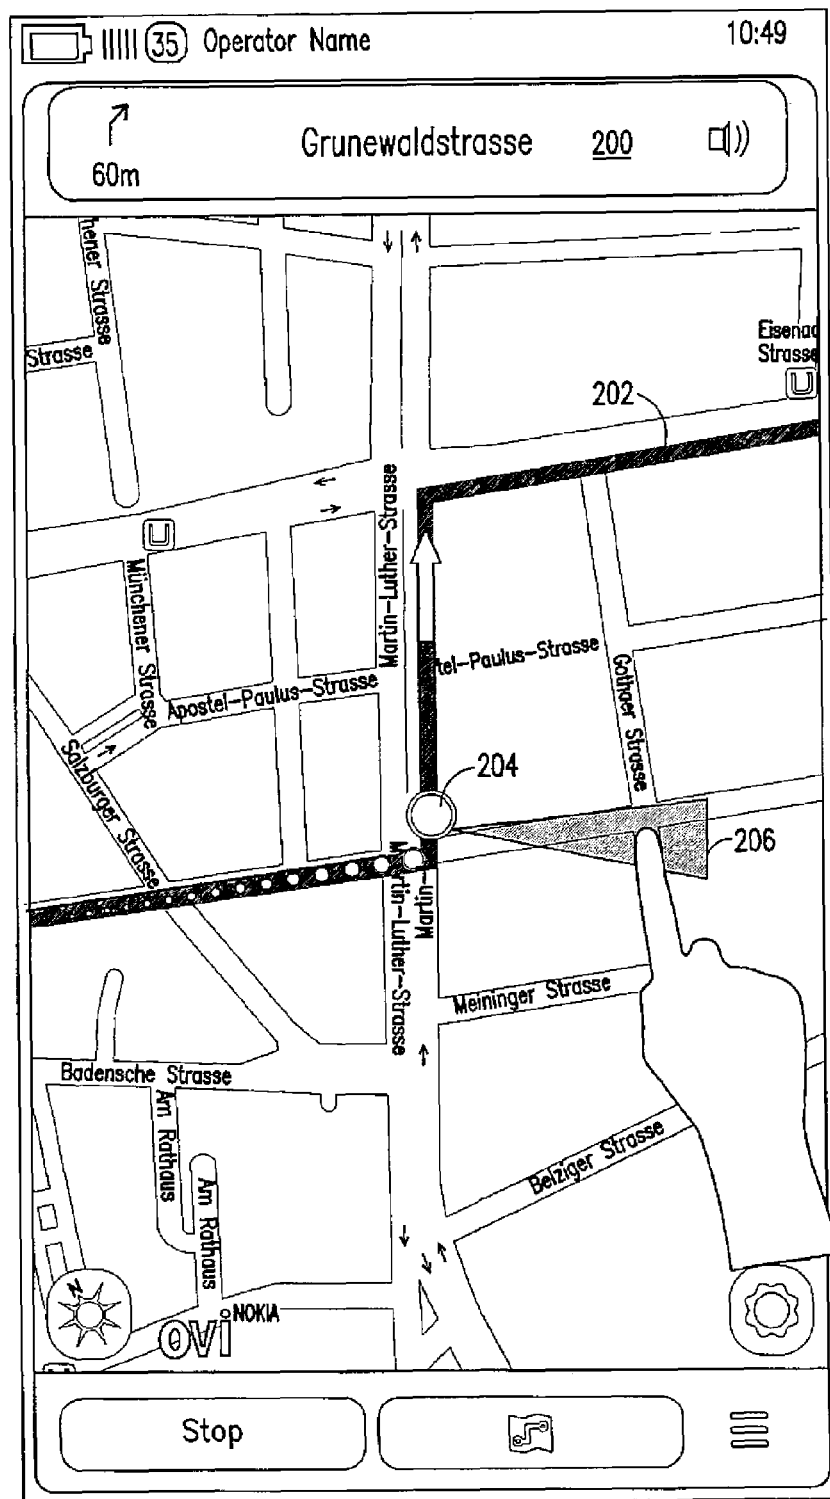 35 Operator Name
10:49
60m
Grunewaldstrasse
200
hener Strasse
Strasse
Eisenac
Strasse
U
202
Martin-Luther-Strasse
U
Münchener Strasse
tel-Paulus-Strasse
Apostel-Paulus-Strasse
Gothaer Strasse
Salzburger Strasse
204
206
Martin-Luther-Strasse
Martin-
Meininger Strasse
Badensche Strasse
Am Rathaus
Am Rathaus
Belziger Strasse
N
ovi NOKIA
Stop